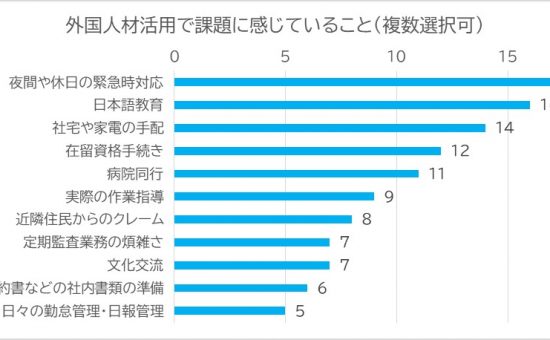 外国人材活用で課題に感じていること（複数選択可）
0 5 10 15
夜間や休日の緊急時対応
日本語教育 1
社宅や家電の手配 14
在留資格手続き 12
病院同行 11
実際の作業指導 9
近隣住民からのクレーム 8
定期監査業務の煩雑さ 7
文化交流 7
約書などの社内書類の準備 6
日々の勤怠管理・日報管理 5